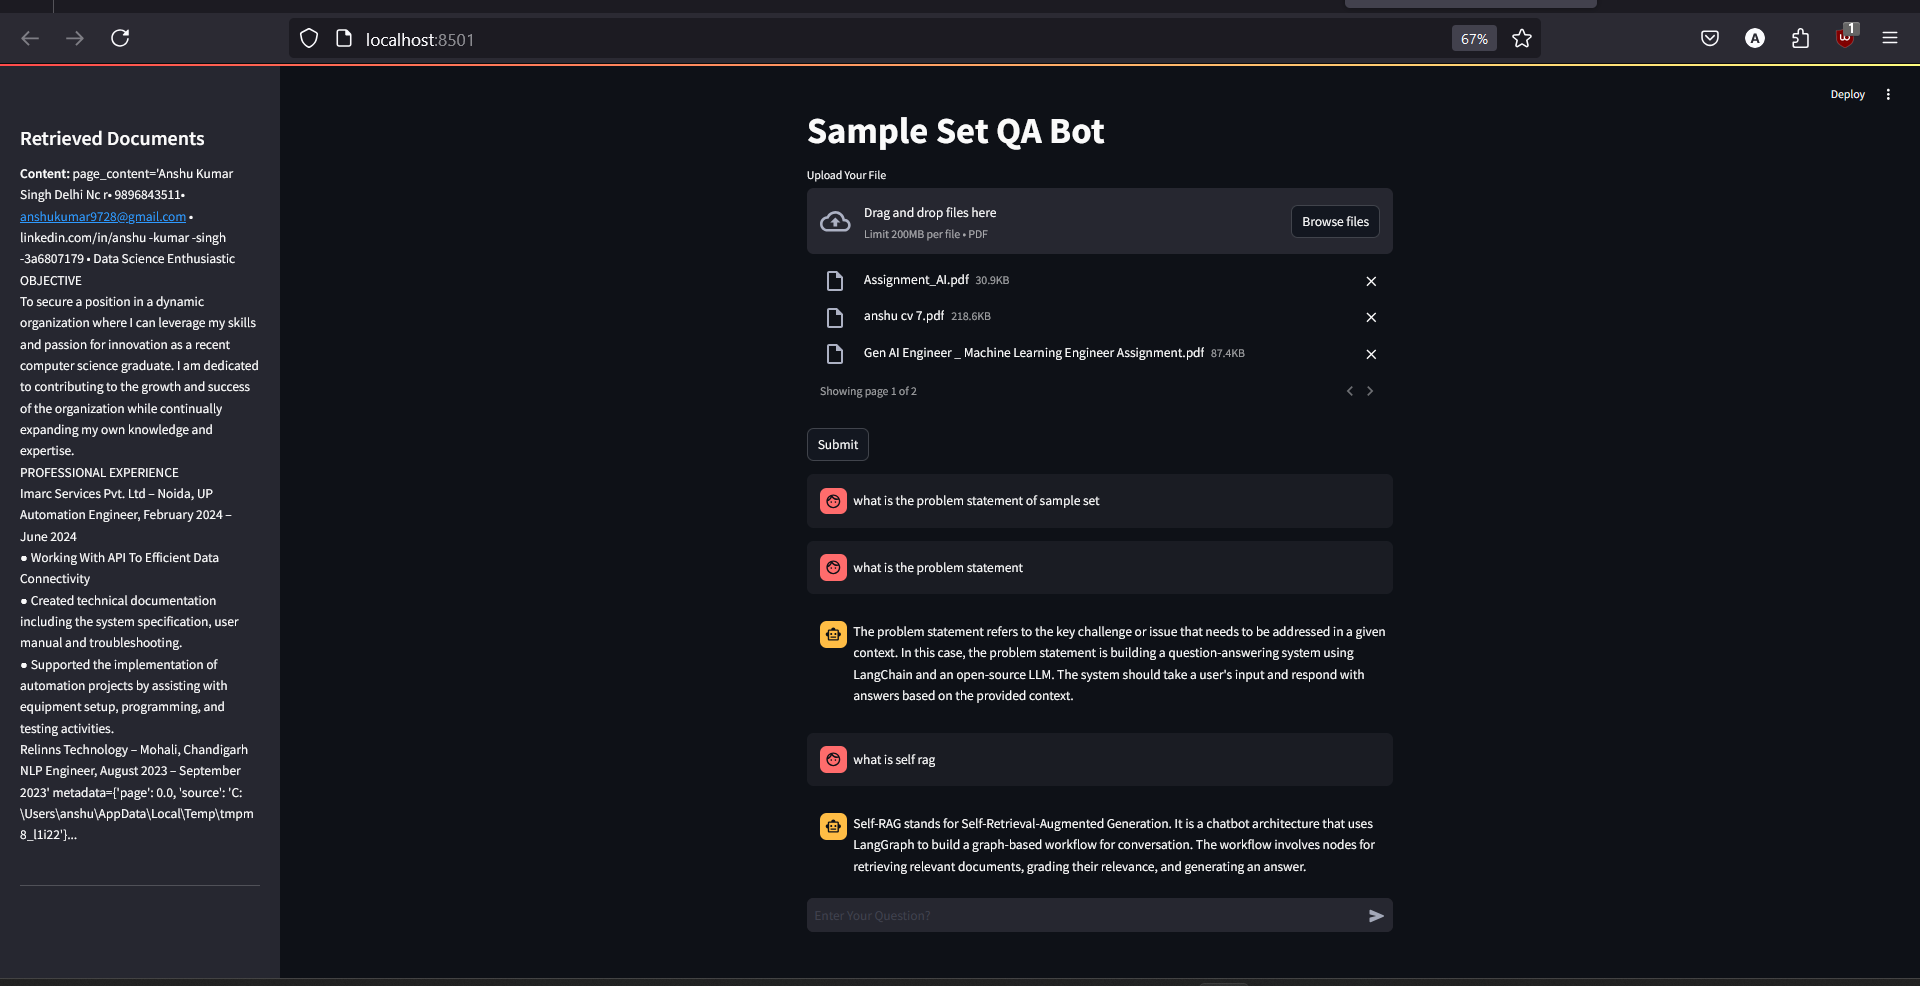 localhost:8501
67%
A
1
Deploy
Retrieved Documents
Content: page_content='Anshu Kumar
Singh Delhi Nc r• 9896843511•
anshukumar9728@gmail.com •
linkedin.com/in/anshu -kumar -singh
-3a6807179 • Data Science Enthusiastic
OBJECTIVE
To secure a position in a dynamic
organization where I can leverage my skills
and passion for innovation as a recent
computer science graduate. I am dedicated
to contributing to the growth and success
of the organization while continually
expanding my own knowledge and
expertise.
PROFESSIONAL EXPERIENCE
Imarc Services Pvt. Ltd – Noida, UP
Automation Engineer, February 2024 –
June 2024
● Working With API To Efficient Data
Connectivity
● Created technical documentation
including the system specification, user
manual and troubleshooting.
● Supported the implementation of
automation projects by assisting with
equipment setup, programming, and
testing activities.
Relinns Technology – Mohali, Chandigarh
NLP Engineer, August 2023 – September
2023' metadata={'page': 0.0, 'source': 'C:
\Users\anshu\AppData\Local\Temp\tmpm
8_l1i22'}...
Sample Set QA Bot
Upload Your File
Drag and drop files here
Limit 200MB per file • PDF
Browse files
Assignment_AI.pdf 30.9KB
anshu cv 7.pdf 218.6KB
Gen AI Engineer _ Machine Learning Engineer Assignment.pdf 87.4KB
Showing page 1 of 2
Submit
what is the problem statement of sample set
what is the problem statement
The problem statement refers to the key challenge or issue that needs to be addressed in a given
context. In this case, the problem statement is building a question-answering system using
LangChain and an open-source LLM. The system should take a user's input and respond with
answers based on the provided context.
what is self rag
Self-RAG stands for Self-Retrieval-Augmented Generation. It is a chatbot architecture that uses
LangGraph to build a graph-based workflow for conversation. The workflow involves nodes for
retrieving relevant documents, grading their relevance, and generating an answer.
Enter Your Question?